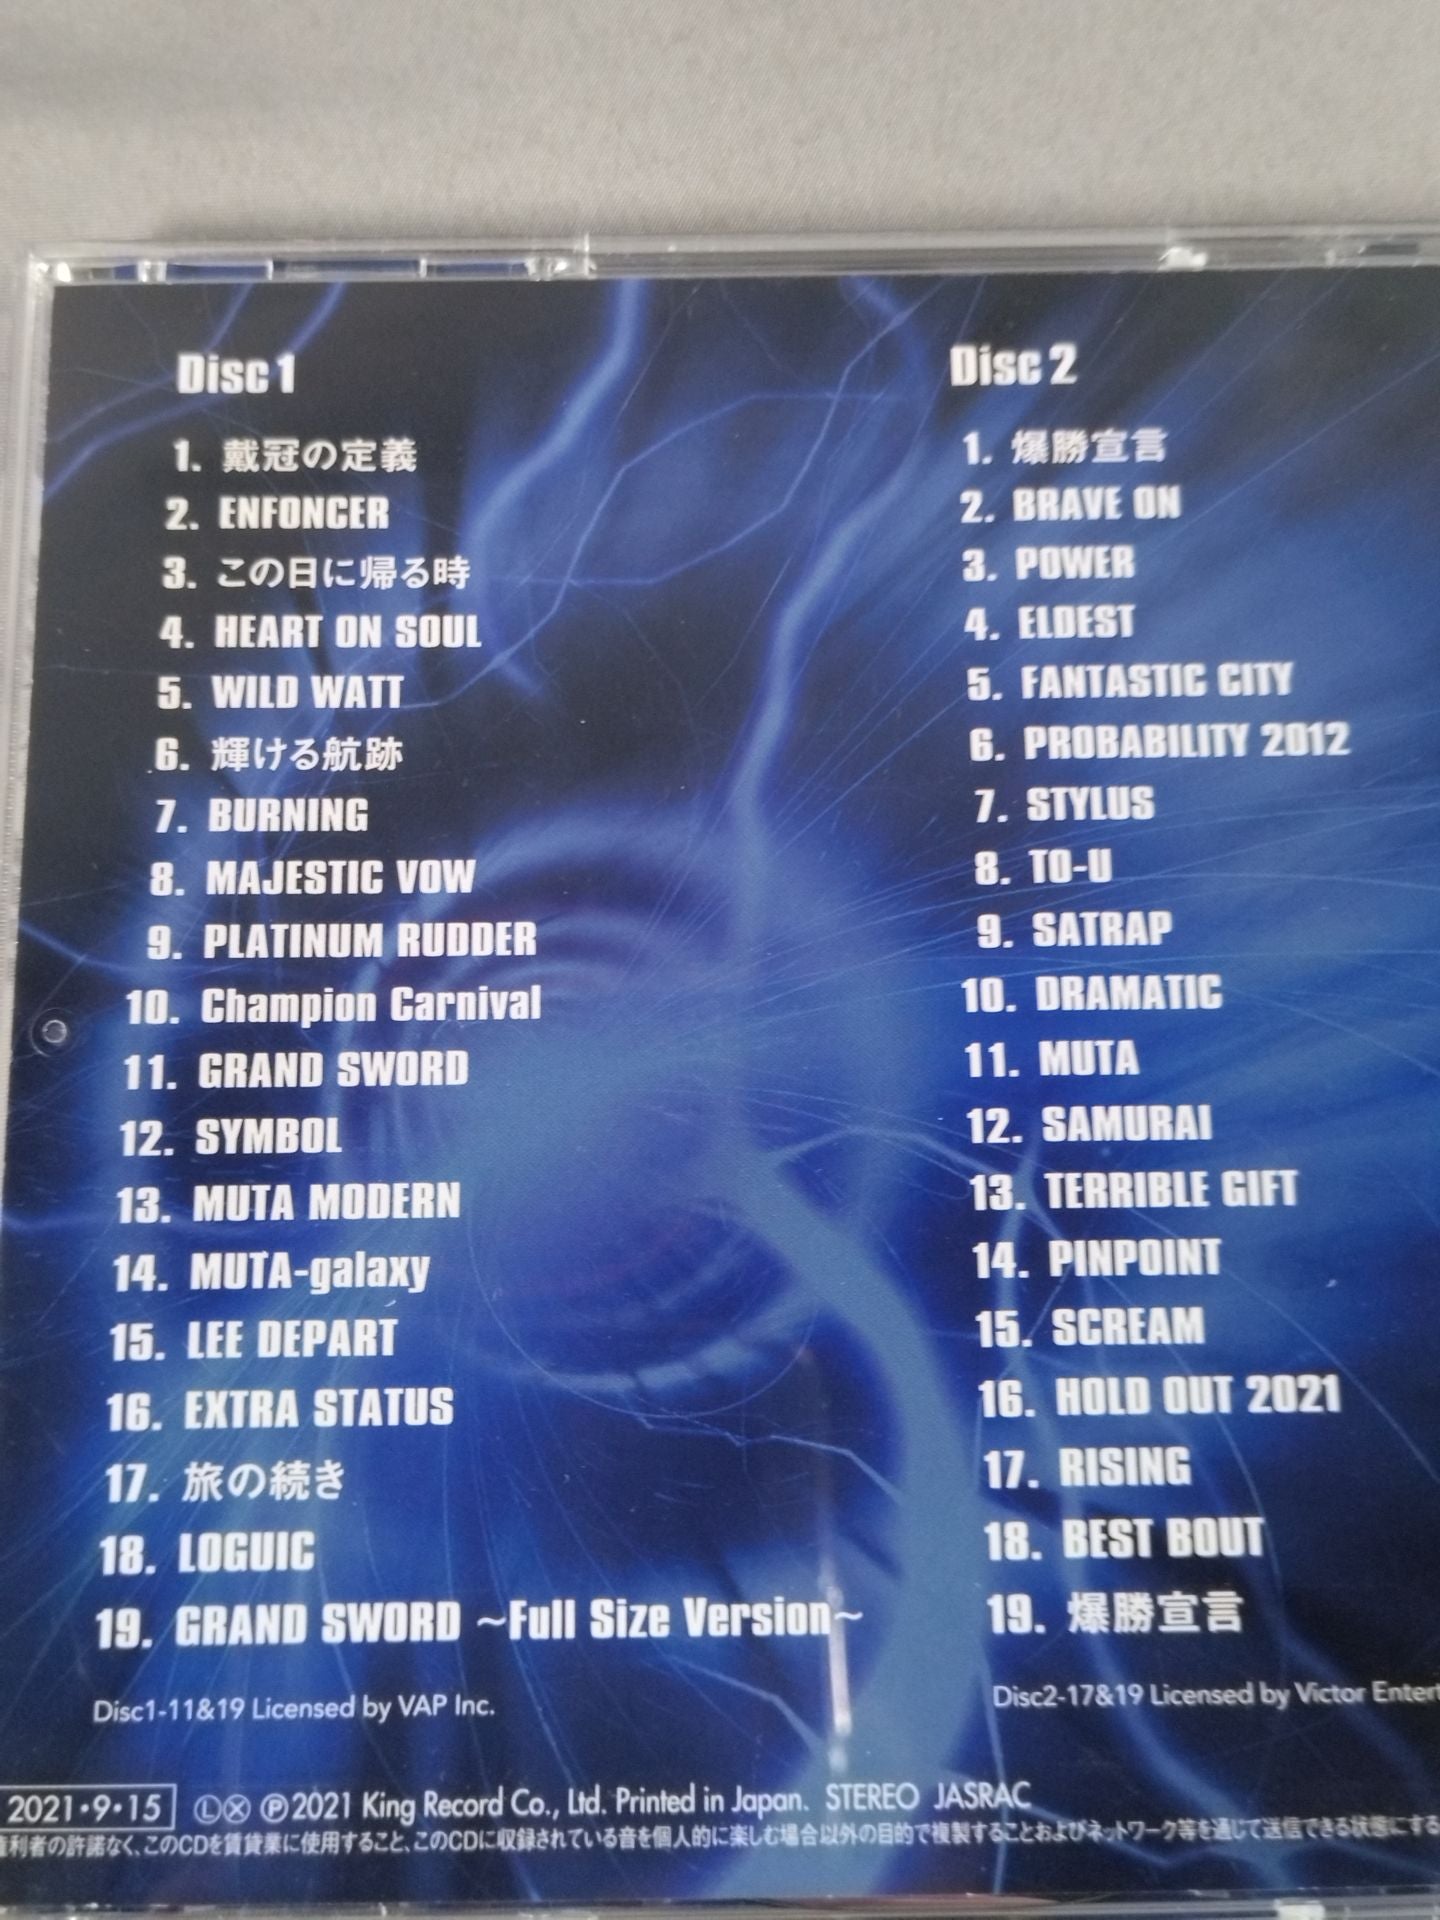 Disc 1
1. 戴冠の定義
2. ENFONCER
3. この日に帰る時
4. HEART ON SOUL
5. WILD WATT
6. 輝ける航跡
7. BURNING
8. MAJESTIC VOW
9. PLATINUM RUDDER
10. Champion Carnival
11. GRAND SWORD
12. SYMBOL
13. MUTA MODERN
14. MUTA-galaxy
15. LEE DEPART
16. EXTRA STATUS
17. 旅の続き
18. LOGUIC
19. GRAND SWORD ~Full Size Version~
Disc1-11&19 Licensed by VAP Inc.
Disc 2
1. 爆勝宣言
2. BRAVE ON
3. POWER
4. ELDEST
5. FANTASTIC CITY
6. PROBABILITY 2012
7. STYLUS
8. TO-U
9. SATRAP
10. DRAMATIC
11. MUTA
12. SAMURAI
13. TERRIBLE GIFT
14. PINPOINT
15. SCREAM
16. HOLD OUT 2021
17. RISING
18. BEST BOUT
19. 爆勝宣言
Disc2-17&19 Licensed by Victor Entert
2021・9・15 Ⓛ Ⓧ ℗2021 King Record Co., Ltd. Printed in Japan. STEREO JASRAC
権利者の許諾なく、このCDを賃貸業に使用すること、このCDに収録されている音を個人的に楽しむ場合以外の目的で複製することおよびネットワーク等を通じて送信できる状態にする